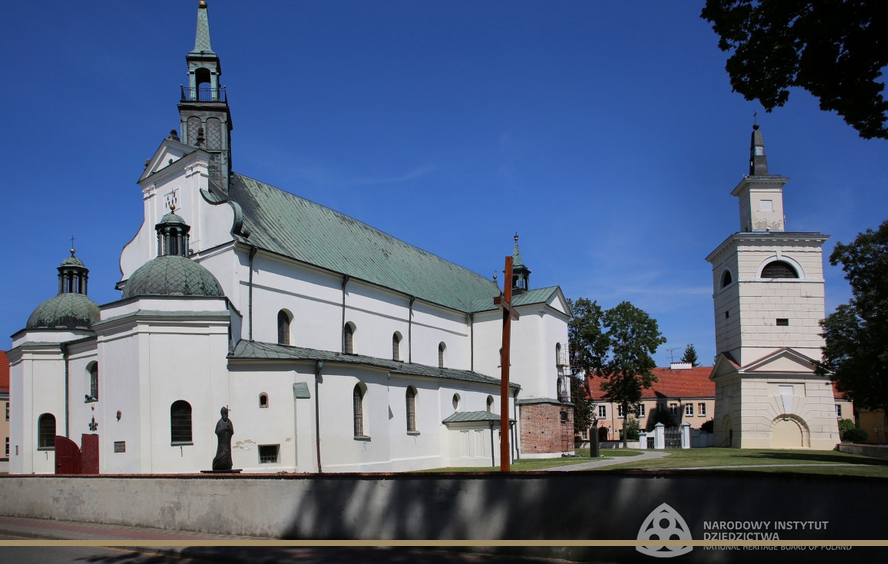 NARODOWY INSTYTUT
DZIEDZICTWA
NATIONAL HERITAGE BOARD OF POLAND